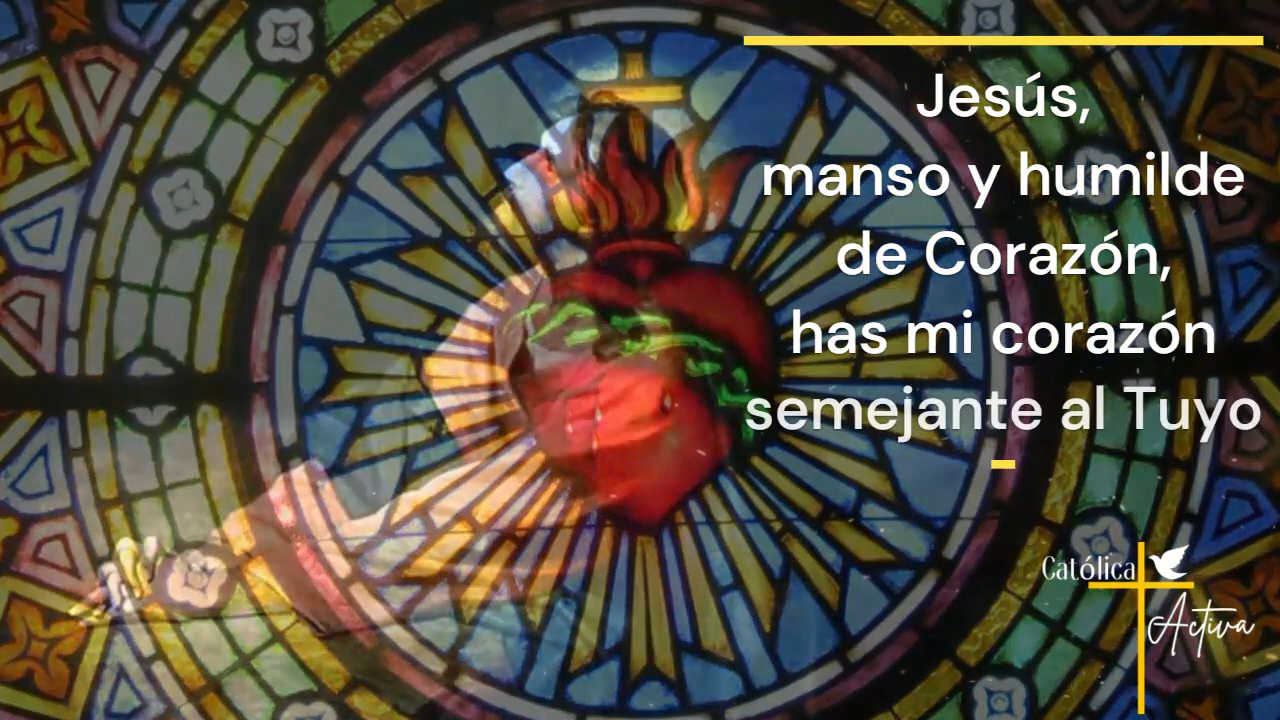 Jesús,
manso y humilde
de Corazón,
has mi corazón
semejante al Tuyo
Católica
Activa